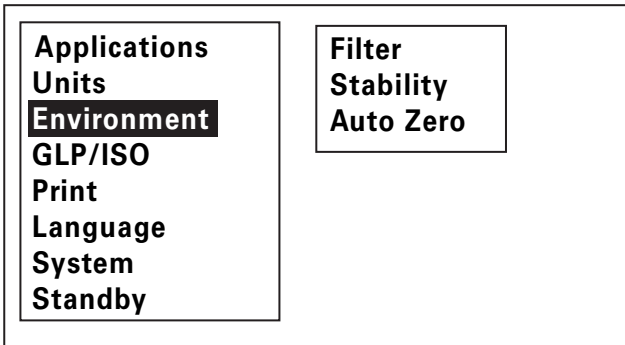 Applications
Units
Environment
GLP/ISO
Print
Language
System
Standby
Filter
Stability
Auto Zero